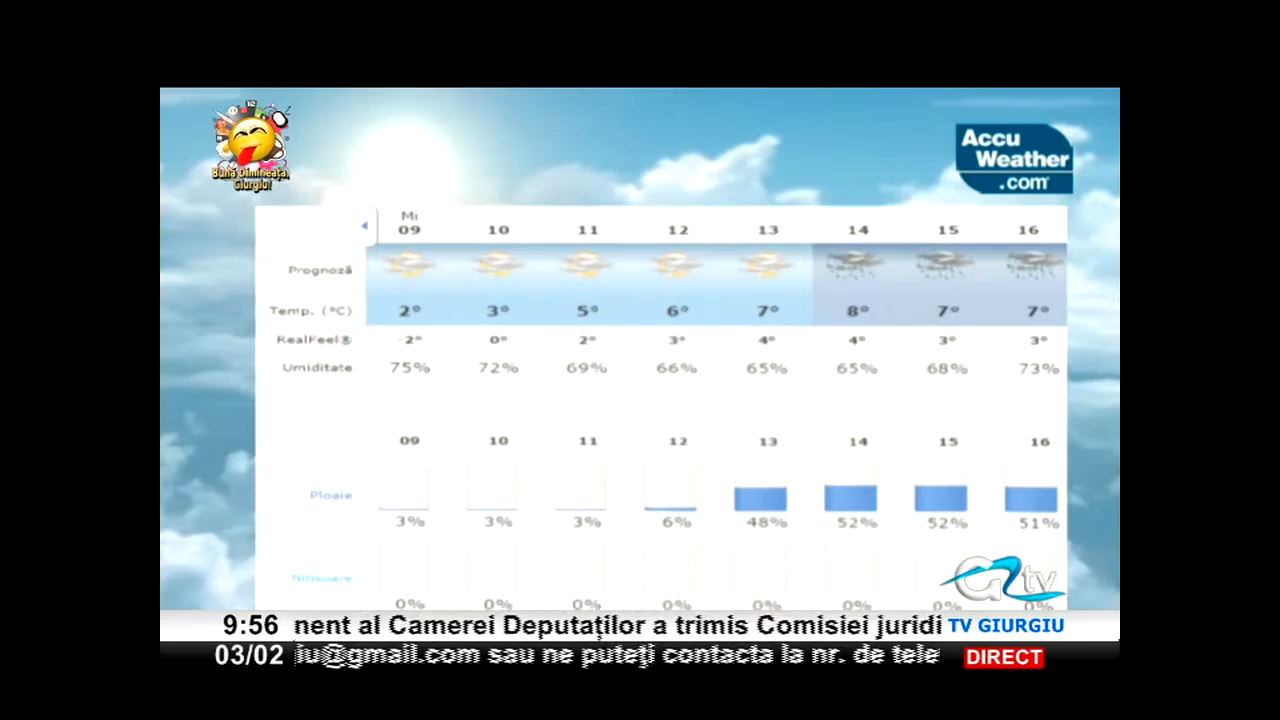 Bună Dimineața,
Giurgiu!
Accu
Weather
.com
Mi
09 10 11 12 13 14 15 16
Prognoză
Temp. (°C) 2° 3° 5° 6° 7° 8° 7° 7°
RealFeel® -2° 0° 2° 3° 4° 4° 3° 3°
Umiditate 75% 72% 69% 66% 65% 65% 68% 73%
09 10 11 12 13 14 15 16
Ploaie
3% 3% 3% 6% 48% 52% 52% 51%
Ninsoare
0% 0% 0% 0% 0% 0% 0% 0%
G tv
9:56 nent al Camerei Deputaților a trimis Comisiei juridi TV GIURGIU
03/02 iu@gmail.com sau ne puteți contacta la nr. de tele DIRECT